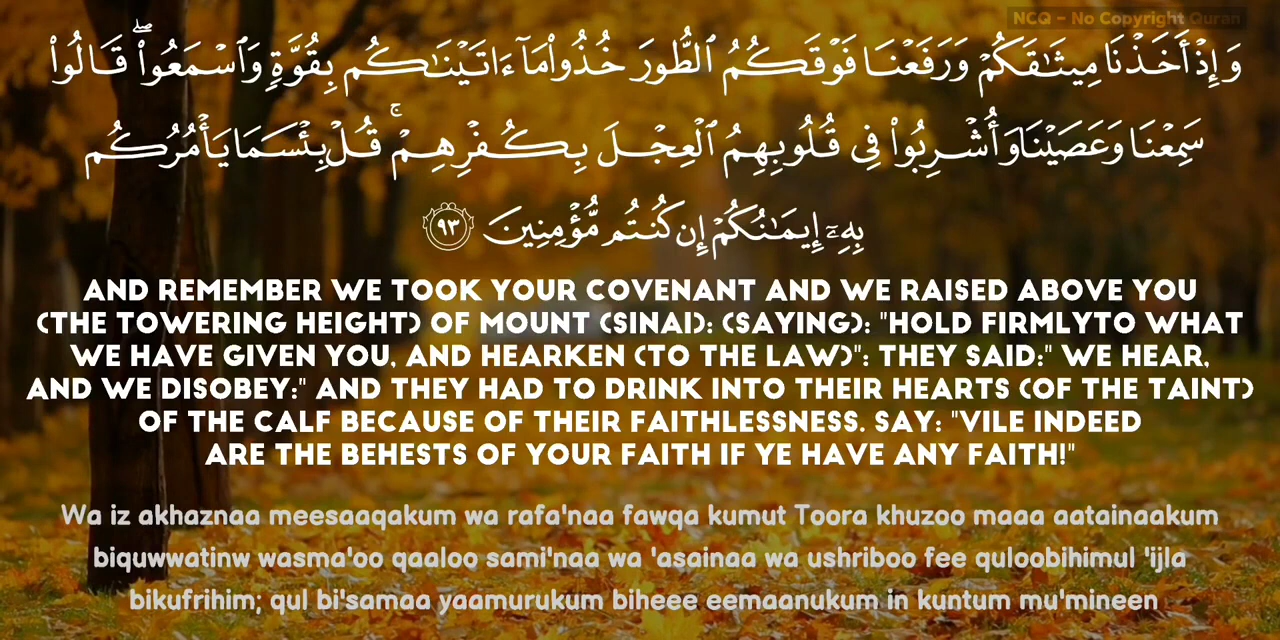 NCQ - No Copyright Quran
وَإِذْ أَخَذْنَا مِيثَـٰقَكُمْ وَرَفَعْنَا فَوْقَكُمُ ٱلطُّورَ خُذُوا۟ مَآ ءَاتَيْنَـٰكُم بِقُوَّةٍ وَٱسْمَعُوا۟ ۖ قَالُوا۟
سَمِعْنَا وَعَصَيْنَا وَأُشْرِبُوا۟ فِى قُلُوبِهِمُ ٱلْعِجْلَ بِكُفْرِهِمْ ۚ قُلْ بِئْسَمَا يَأْمُرُكُم
بِهِۦٓ إِيمَـٰنُكُمْ إِن كُنتُم مُّؤْمِنِينَ ٩٣
AND REMEMBER WE TOOK YOUR COVENANT AND WE RAISED ABOVE YOU
(THE TOWERING HEIGHT) OF MOUNT (SINAI): (SAYING): "HOLD FIRMLYTO WHAT
WE HAVE GIVEN YOU, AND HEARKEN (TO THE LAW)": THEY SAID:" WE HEAR,
AND WE DISOBEY:" AND THEY HAD TO DRINK INTO THEIR HEARTS (OF THE TAINT)
OF THE CALF BECAUSE OF THEIR FAITHLESSNESS. SAY: "VILE INDEED
ARE THE BEHESTS OF YOUR FAITH IF YE HAVE ANY FAITH!"
Wa iz akhaznaa meesaaqakum wa rafa'naa fawqa kumut Toora khuzoo maaa aatainaakum
biquwwatinw wasma'oo qaaloo sami'naa wa 'asainaa wa ushriboo fee quloobihimul 'ijla
bikufrihim; qul bi'samaa yaamurukum biheee eemaanukum in kuntum mu'mineen